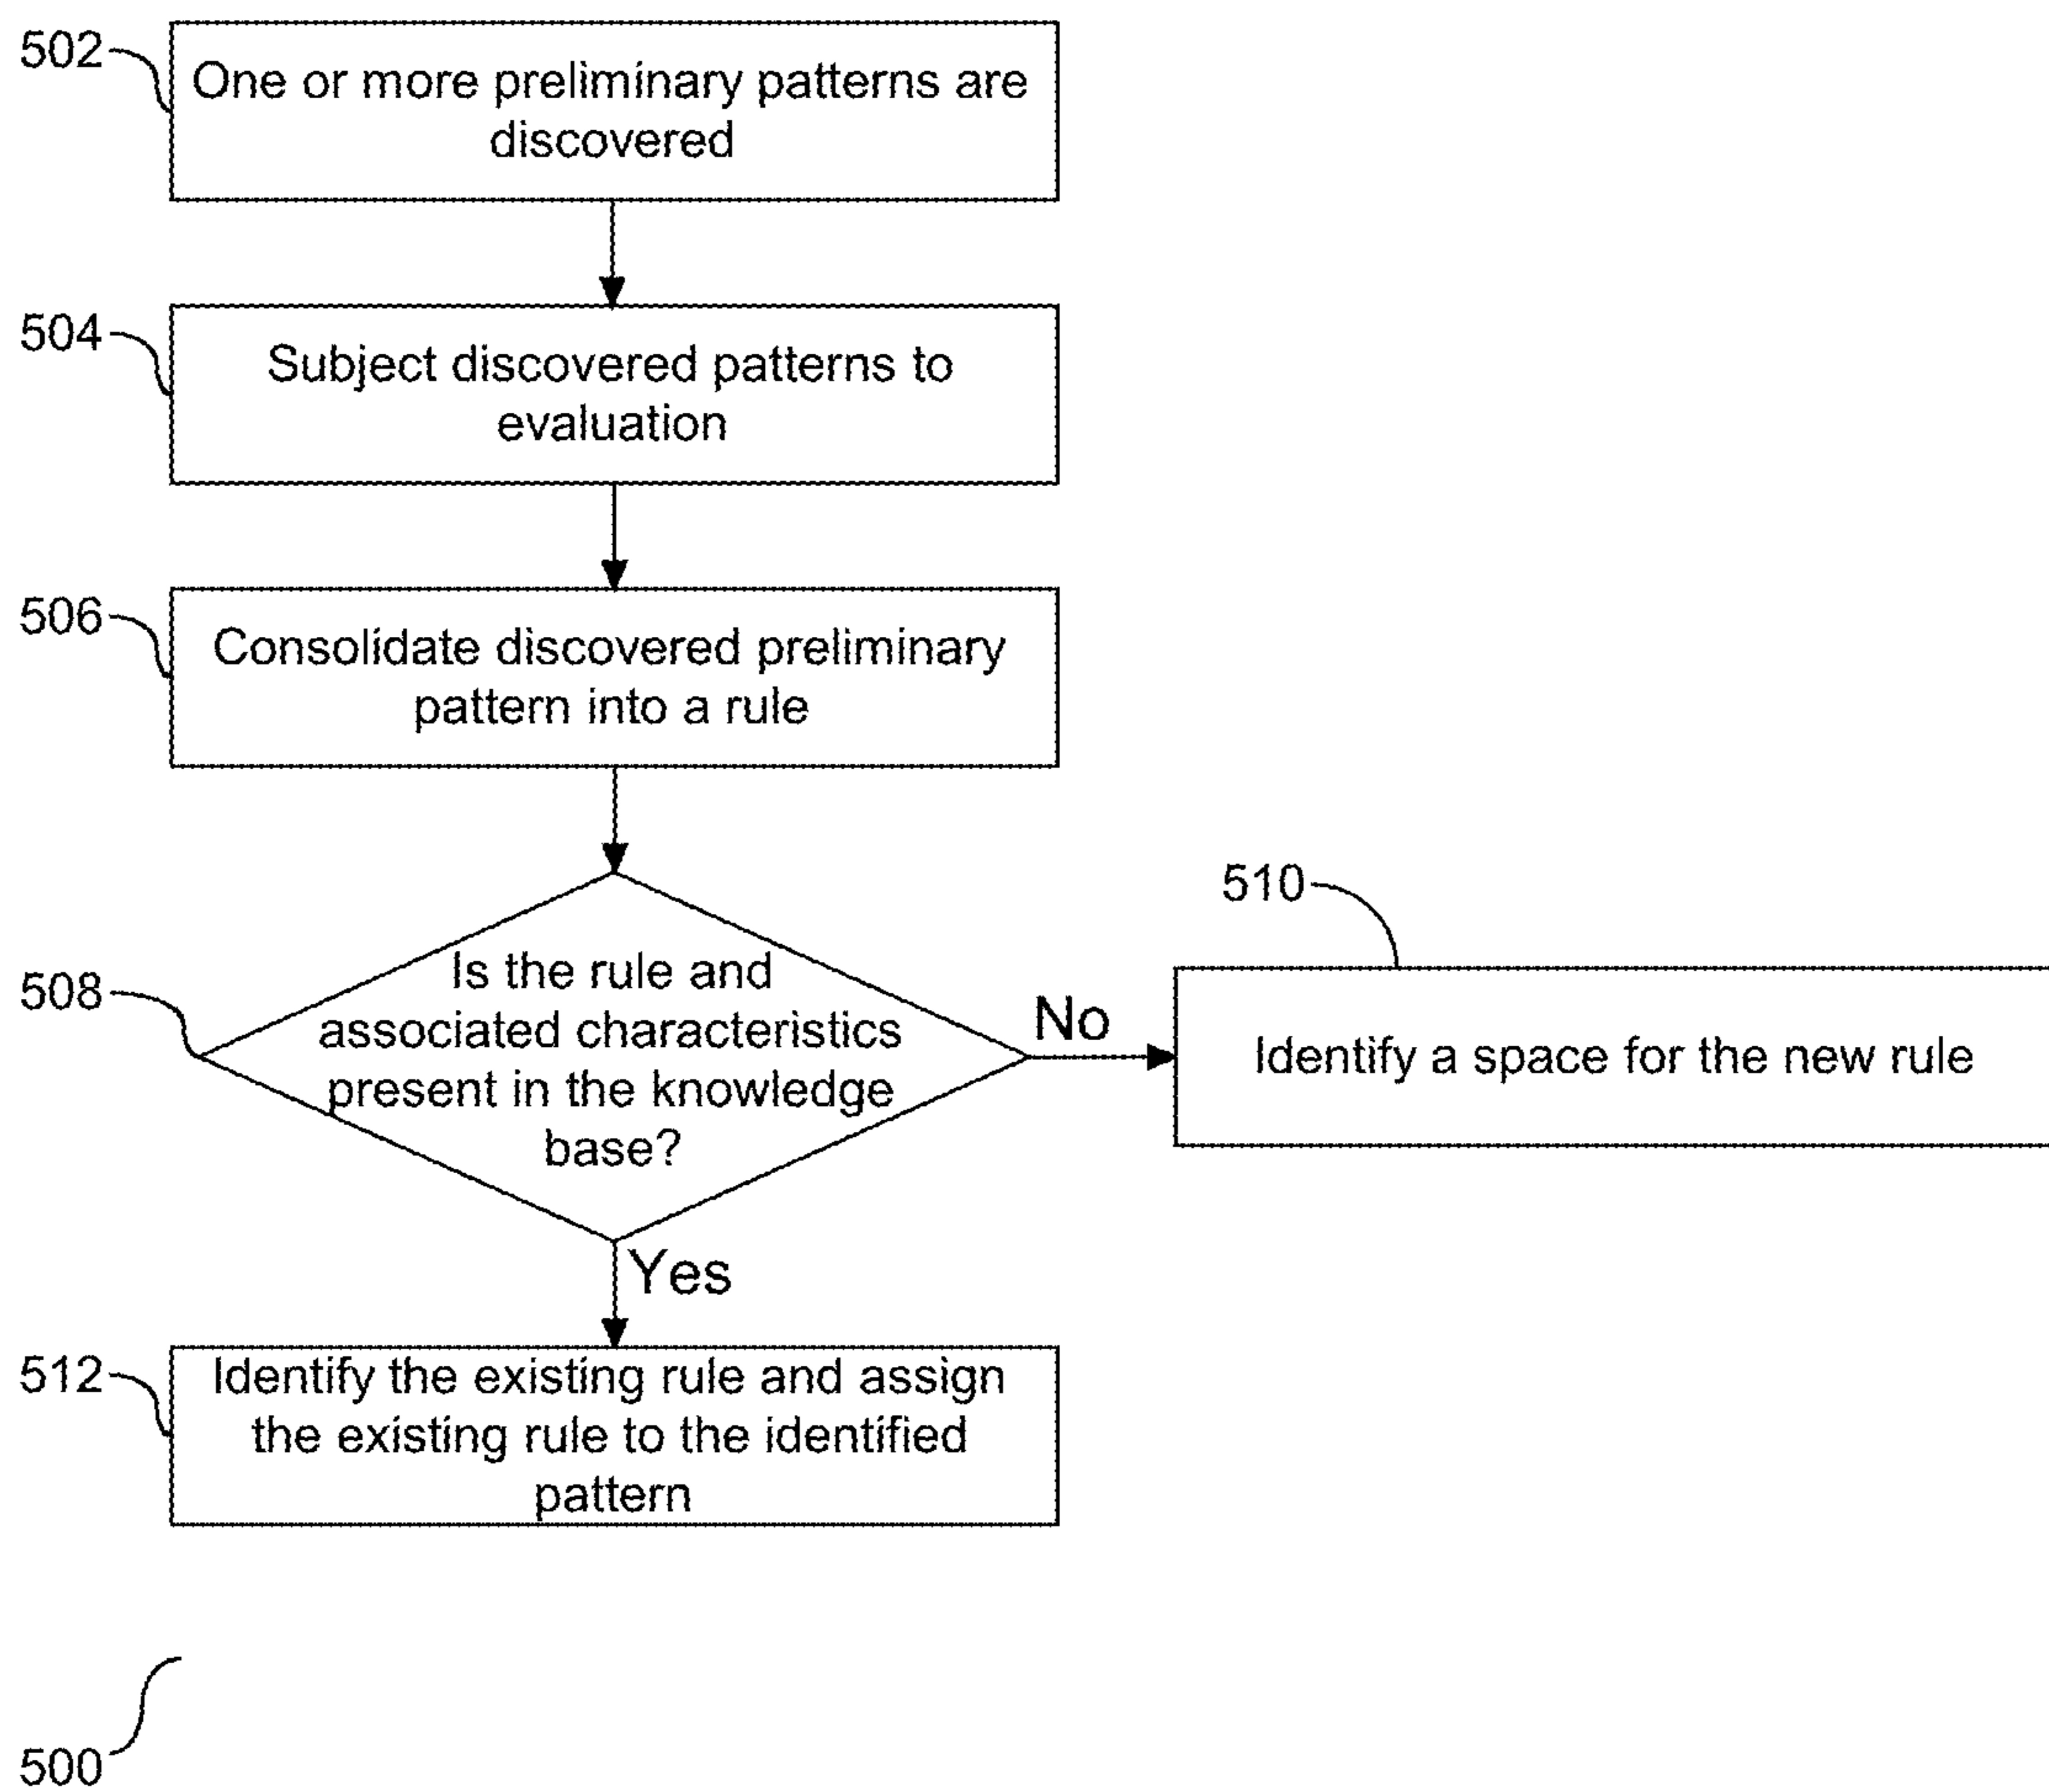 502
One or more preliminary patterns are
discovered
504
Subject discovered patterns to
evaluation
506
Consolidate discovered preliminary
pattern into a rule
508
Is the rule and
associated characteristics
present in the knowledge
base?
No
510
Identify a space for the new rule
Yes
512
Identify the existing rule and assign
the existing rule to the identified
pattern
500